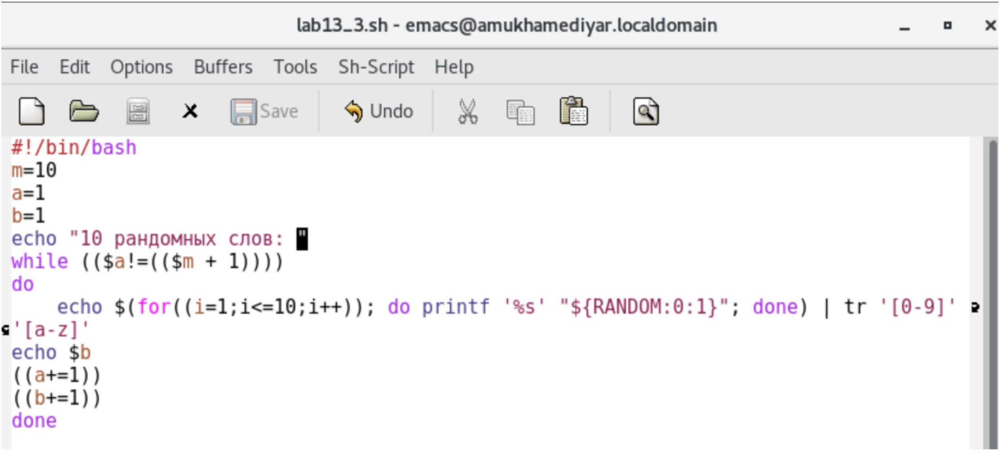 lab13_3.sh - emacs@amukhamediyar.localdomain
File Edit Options Buffers Tools Sh-Script Help
Save Undo
#!/bin/bash
m=10
a=1
b=1
echo "10 рандомных слов: "
while (($a!=(($m + 1))))
do
    echo $(for((i=1;i<=10;i++)); do printf '%s' "${RANDOM:0:1}"; done) | tr '[0-9]'
'[a-z]'
echo $b
((a+=1))
((b+=1))
done